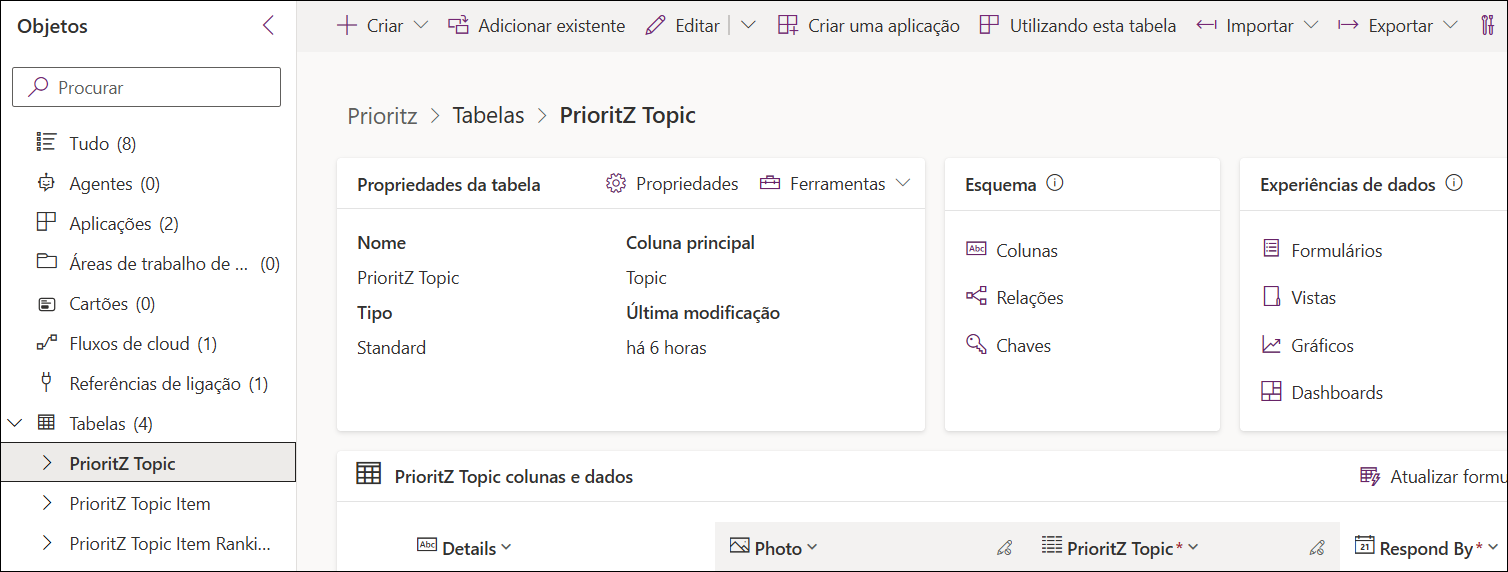 Objetos
Procurar
Tudo (8)
Agentes (0)
Aplicações (2)
Áreas de trabalho de ... (0)
Cartões (0)
Fluxos de cloud (1)
Referências de ligação (1)
Tabelas (4)
PrioritZ Topic
PrioritZ Topic Item
PrioritZ Topic Item Ranki...
Criar Adicionar existente Editar Criar uma aplicação Utilizando esta tabela Importar Exportar
Prioritz > Tabelas > PrioritZ Topic
Propriedades da tabela Propriedades Ferramentas
Nome Coluna principal
PrioritZ Topic Topic
Tipo Última modificação
Standard há 6 horas
Esquema
Abc Colunas
Relações
Chaves
Experiências de dados
Formulários
Vistas
Gráficos
Dashboards
PrioritZ Topic colunas e dados Atualizar formu
Abc Details Photo PrioritZ Topic * 21 Respond By *